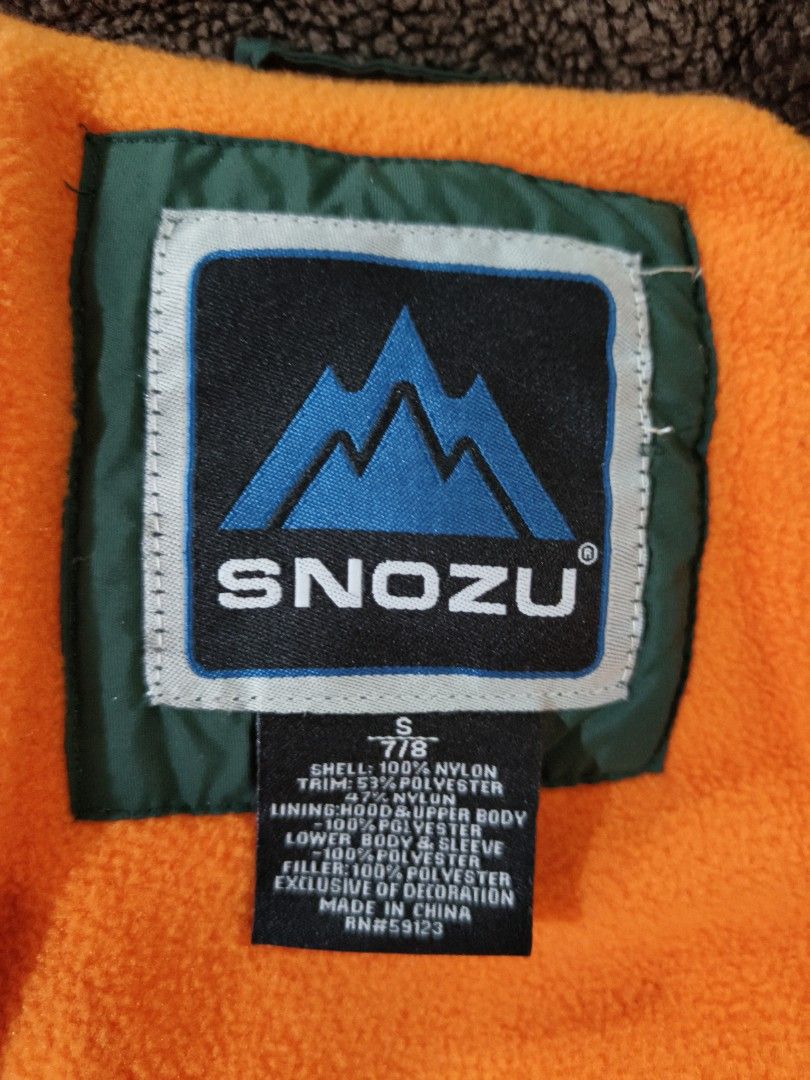 SNOZU®
S
7/8
SHELL: 100% NYLON
TRIM: 53% POLYESTER
47% NYLON
LINING:HOOD & UPPER BODY
-100% POLYESTER
LOWER BODY & SLEEVE
-100% POLYESTER
FILLER: 100% POLYESTER
EXCLUSIVE OF DECORATION
MADE IN CHINA
RN#59123